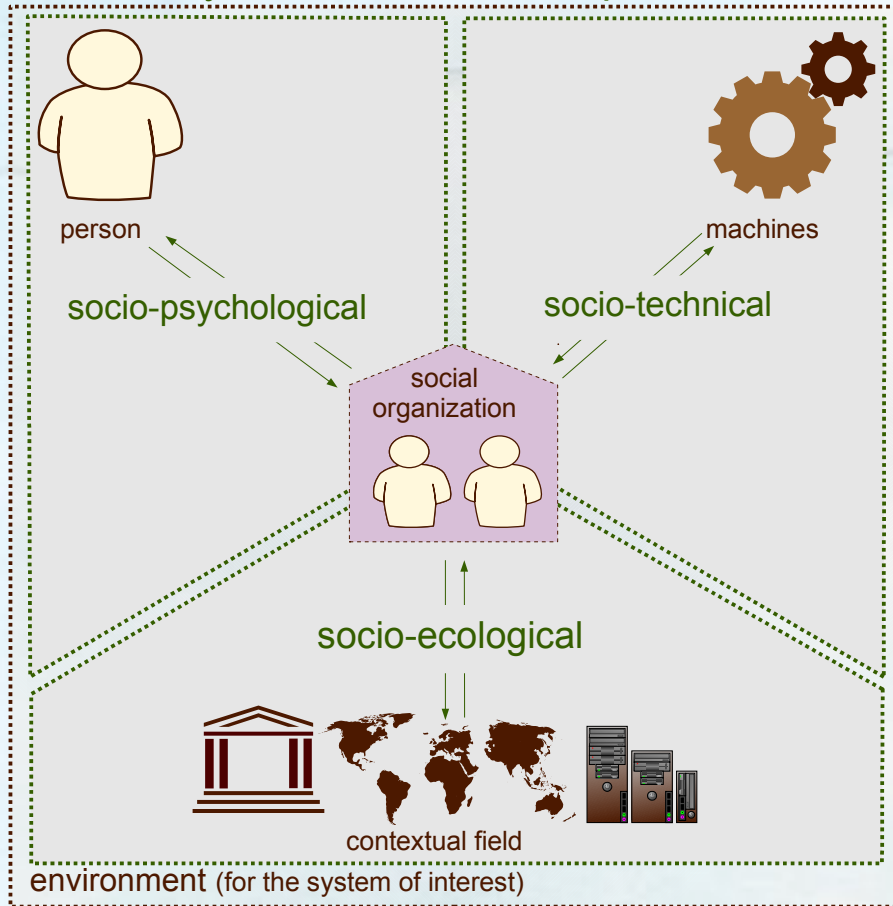 person
machines
socio-psychological
socio-technical
social
organization
socio-ecological
contextual field
environment (for the system of interest)